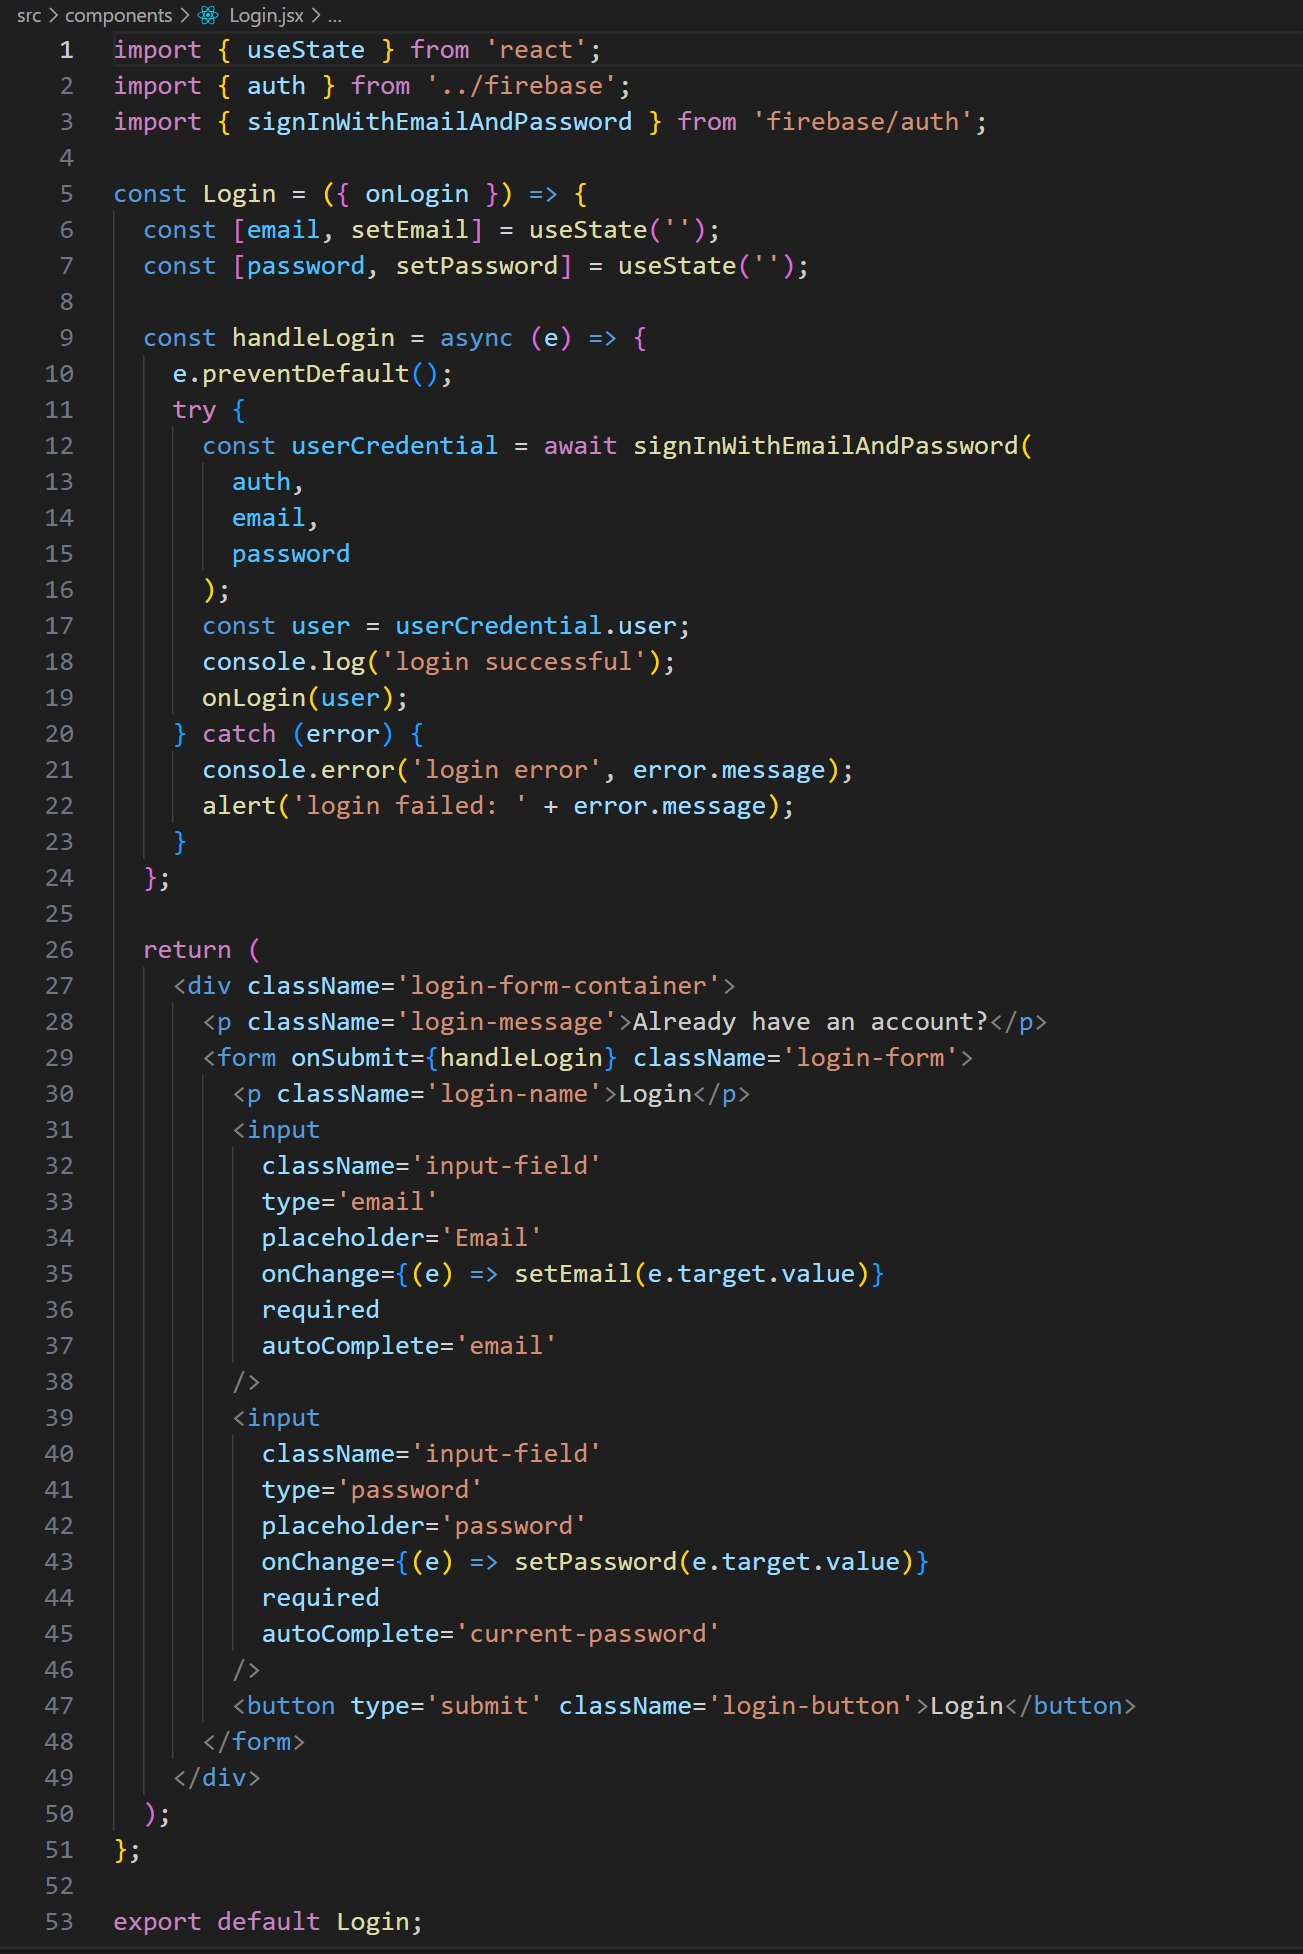 src > components > Login.jsx > ...
1 import { useState } from 'react';
2 import { auth } from '../firebase';
3 import { signInWithEmailAndPassword } from 'firebase/auth';
4
5 const Login = ({ onLogin }) => {
6   const [email, setEmail] = useState('');
7   const [password, setPassword] = useState('');
8
9   const handleLogin = async (e) => {
10     e.preventDefault();
11     try {
12       const userCredential = await signInWithEmailAndPassword(
13         auth,
14         email,
15         password
16       );
17       const user = userCredential.user;
18       console.log('login successful');
19       onLogin(user);
20     } catch (error) {
21       console.error('login error', error.message);
22       alert('login failed: ' + error.message);
23     }
24   };
25
26   return (
27     <div className='login-form-container'>
28       <p className='login-message'>Already have an account?</p>
29       <form onSubmit={handleLogin} className='login-form'>
30         <p className='login-name'>Login</p>
31         <input
32           className='input-field'
33           type='email'
34           placeholder='Email'
35           onChange={(e) => setEmail(e.target.value)}
36           required
37           autoComplete='email'
38         />
39         <input
40           className='input-field'
41           type='password'
42           placeholder='password'
43           onChange={(e) => setPassword(e.target.value)}
44           required
45           autoComplete='current-password'
46         />
47         <button type='submit' className='login-button'>Login</button>
48       </form>
49     </div>
50   );
51 };
52
53 export default Login;